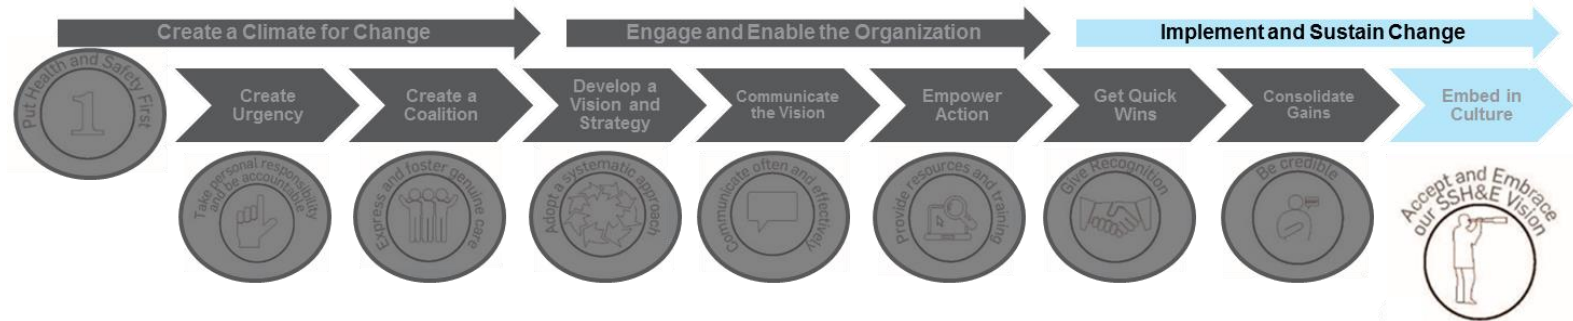 Create a Climate for Change
Engage and Enable the Organization
Implement and Sustain Change
Put Health and Safety First
1
Create
Urgency
Create a
Coalition
Develop a
Vision and
Strategy
Communicate
the Vision
Empower
Action
Get Quick
Wins
Consolidate
Gains
Embed in
Culture
Take personal responsibility
and be accountable
Express and foster genuine care
Adopt a systematic approach
Communicate often and effectively
Provide resources and training
Give Recognition
Be credible
Accept and Embrace
our SSH&E Vision